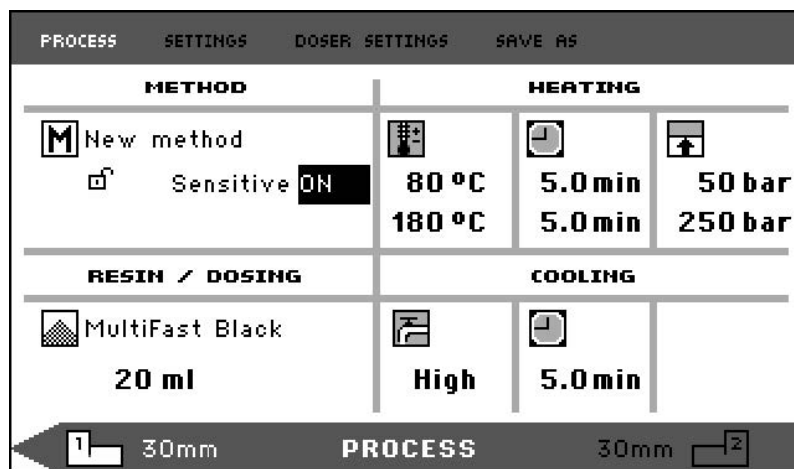 PROCESS SETTINGS DOSER SETTINGS SAVE AS
METHOD HEATING
M New method
Sensitive ON 80 ºC 5.0 min 50 bar
180 ºC 5.0 min 250 bar
RESIN / DOSING COOLING
MultiFast Black
20 ml High 5.0 min
1 30mm PROCESS 30mm 2